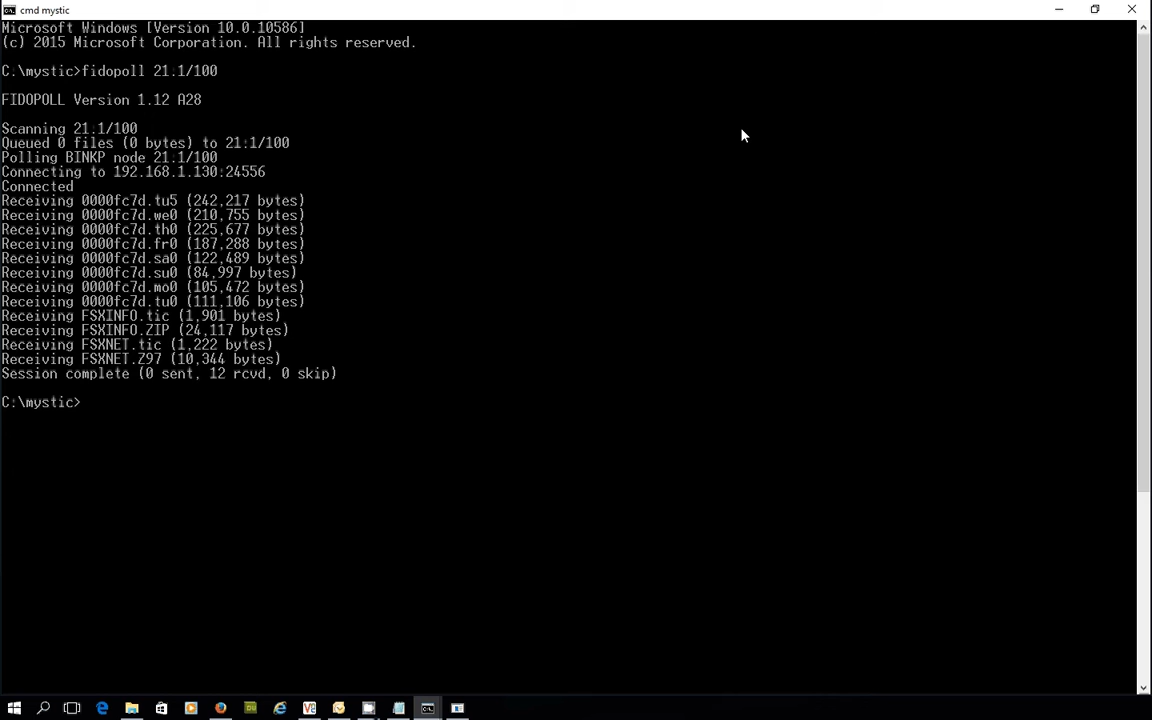 cmd mystic
Microsoft Windows [Version 10.0.10586]
(c) 2015 Microsoft Corporation. All rights reserved.
C:\mystic>fidopoll 21:1/100
FIDOPOLL Version 1.12 A28
Scanning 21:1/100
Queued 0 files (0 bytes) to 21:1/100
Polling BINKP node 21:1/100
Connecting to 192.168.1.130:24556
Connected
Receiving 0000fc7d.tu5 (242,217 bytes)
Receiving 0000fc7d.we0 (210,755 bytes)
Receiving 0000fc7d.th0 (225,677 bytes)
Receiving 0000fc7d.fr0 (187,288 bytes)
Receiving 0000fc7d.sa0 (122,489 bytes)
Receiving 0000fc7d.su0 (84,997 bytes)
Receiving 0000fc7d.mo0 (105,472 bytes)
Receiving 0000fc7d.tu0 (111,106 bytes)
Receiving FSXINFO.tic (1,901 bytes)
Receiving FSXINFO.ZIP (24,117 bytes)
Receiving FSXNET.tic (1,222 bytes)
Receiving FSXNET.Z97 (10,344 bytes)
Session complete (0 sent, 12 rcvd, 0 skip)
C:\mystic>